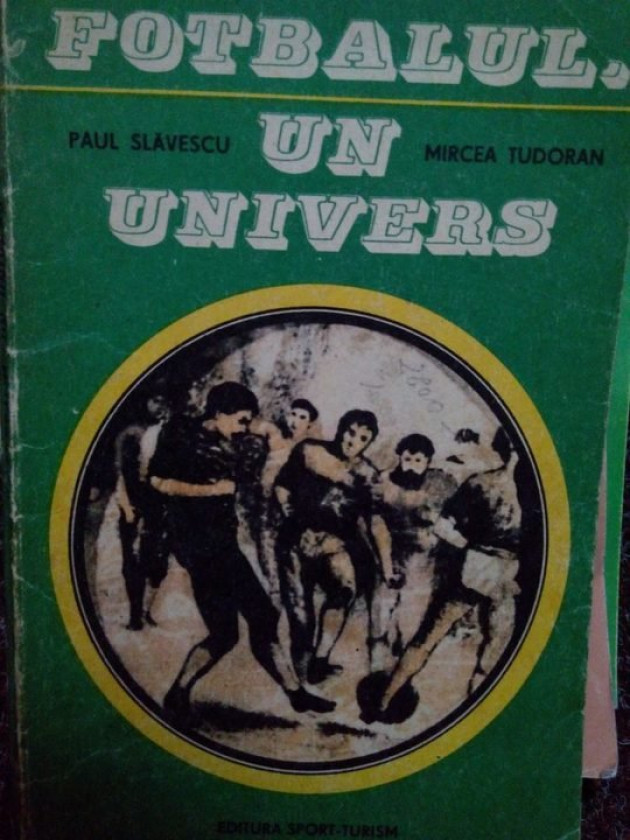 FOTBALUL,
PAUL SLĂVESCU
UN
MIRCEA TUDORAN
UNIVERS
EDITURA SPORT-TURISM